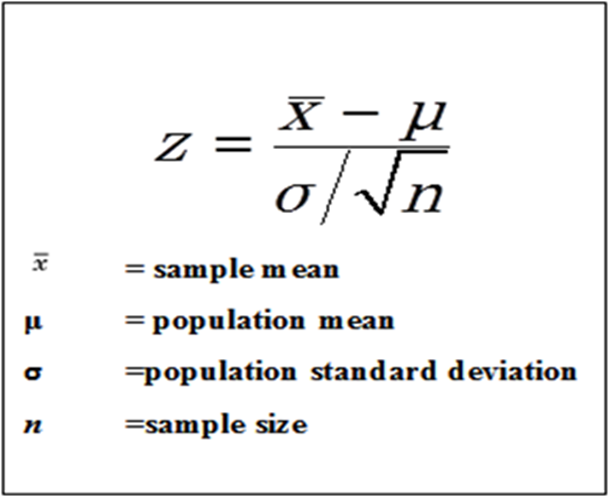 z = (x̄ − μ) / (σ/√n)
x̄ = sample mean
μ = population mean
σ =population standard deviation
n =sample size